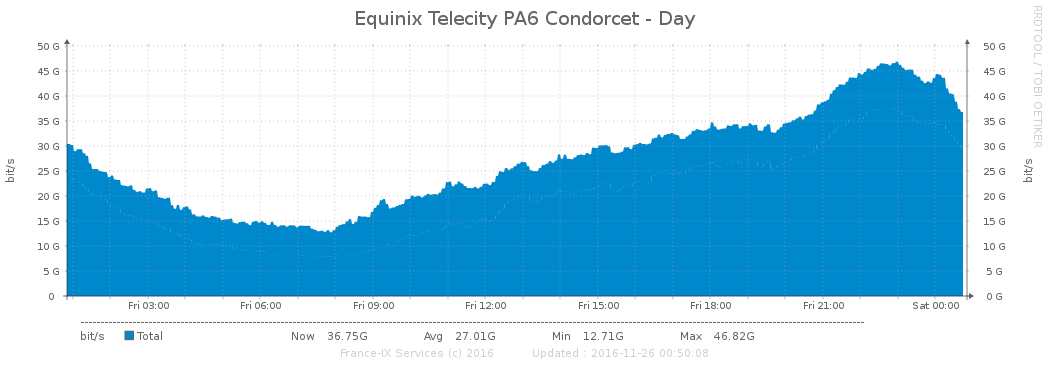 Equinix Telecity PA6 Condorcet - Day
RRDTOOL / TOBI OETIKER
bit/s
bit/s
50 G 50 G
45 G 45 G
40 G 40 G
35 G 35 G
30 G 30 G
25 G 25 G
20 G 20 G
15 G 15 G
10 G 10 G
5 G 5 G
0 0 G
Fri 03:00 Fri 06:00 Fri 09:00 Fri 12:00 Fri 15:00 Fri 18:00 Fri 21:00 Sat 00:00
bit/s Total Now 36.75G Avg 27.01G Min 12.71G Max 46.82G
France-IX Services (c) 2016 Updated : 2016-11-26 00:50:08